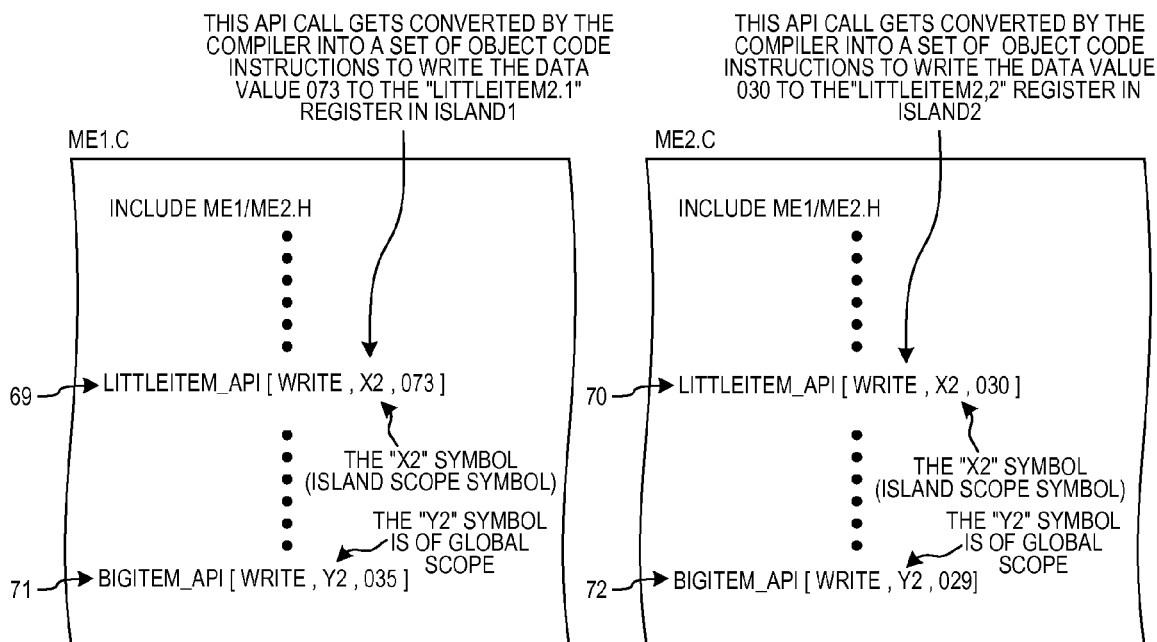 THIS API CALL GETS CONVERTED BY THE
COMPILER INTO A SET OF OBJECT CODE
INSTRUCTIONS TO WRITE THE DATA
VALUE 073 TO THE "LITTLEITEM2.1"
REGISTER IN ISLAND1
ME1.C
INCLUDE ME1/ME2.H
69
LITTLEITEM_API [ WRITE , X2 , 073 ]
THE "X2" SYMBOL
(ISLAND SCOPE SYMBOL)
THE "Y2" SYMBOL
IS OF GLOBAL
SCOPE
71
BIGITEM_API [ WRITE , Y2 , 035 ]
THIS API CALL GETS CONVERTED BY THE
COMPILER INTO A SET OF OBJECT CODE
INSTRUCTIONS TO WRITE THE DATA VALUE
030 TO THE"LITTLEITEM2,2" REGISTER IN
ISLAND2
ME2.C
INCLUDE ME1/ME2.H
70
LITTLEITEM_API [ WRITE , X2 , 030 ]
THE "X2" SYMBOL
(ISLAND SCOPE SYMBOL)
THE "Y2" SYMBOL
IS OF GLOBAL
SCOPE
72
BIGITEM_API [ WRITE , Y2 , 029]